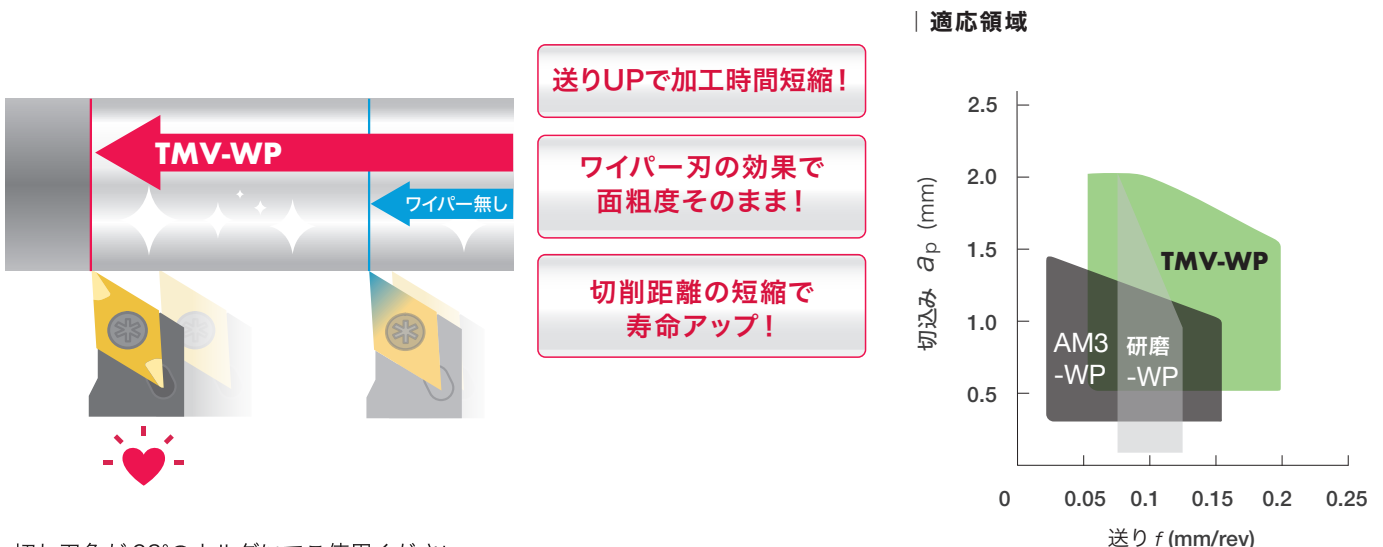 TMV-WP
ワイパー無し
送りUPで加工時間短縮!
ワイパー刃の効果で
面粗度そのまま!
切削距離の短縮で
寿命アップ!
適応領域
切込み ap (mm)
2.5
2.0
1.5
1.0
0.5
TMV-WP
AM3
-WP
研磨
-WP
0 0.05 0.1 0.15 0.2 0.25
送り f (mm/rev)